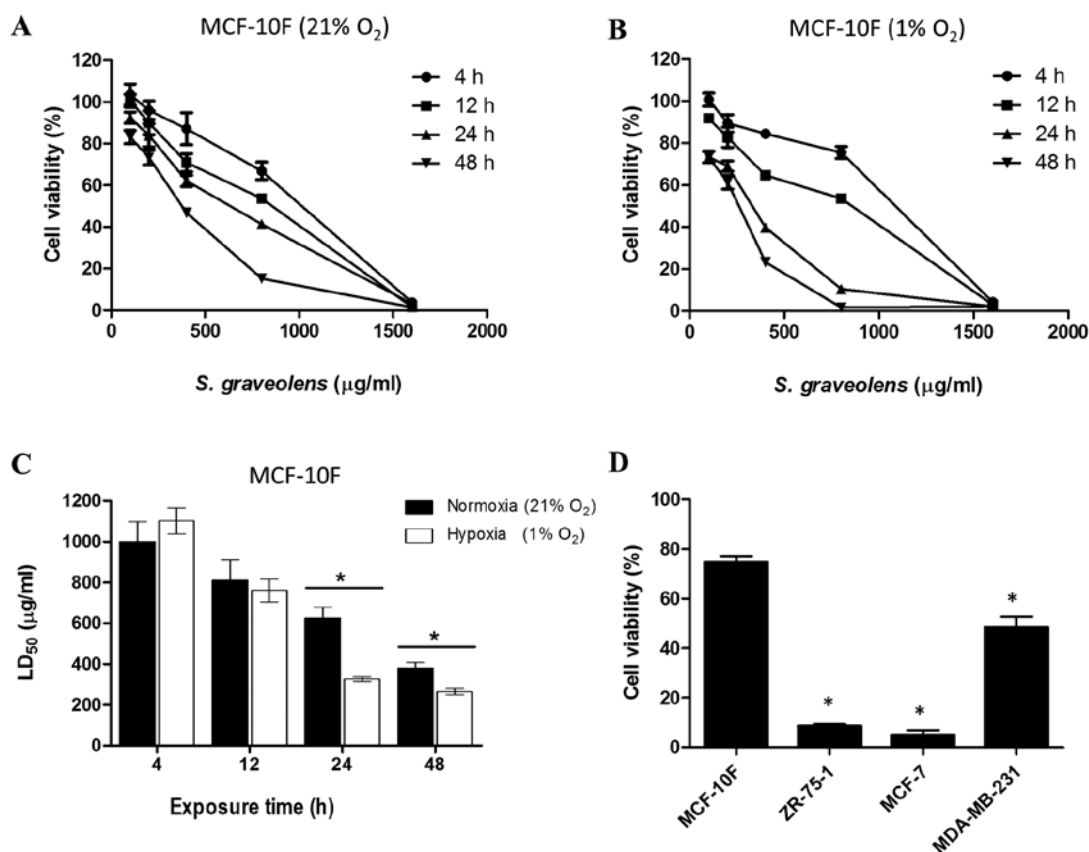 A
MCF-10F (21% O₂)
Cell viability (%)
120
100
80
60
40
20
0
0
500
1000
1500
2000
4 h
12 h
24 h
48 h
S. graveolens (μg/ml)
B
MCF-10F (1% O₂)
Cell viability (%)
120
100
80
60
40
20
0
0
500
1000
1500
2000
4 h
12 h
24 h
48 h
S. graveolens (μg/ml)
C
MCF-10F
LD₅₀ (μg/ml)
1200
1000
800
600
400
200
0
Normoxia (21% O₂)
Hypoxia (1% O₂)
*
*
4
12
24
48
Exposure time (h)
D
Cell viability (%)
100
80
60
40
20
0
*
*
*
MCF-10F
ZR-75-1
MCF-7
MDA-MB-231